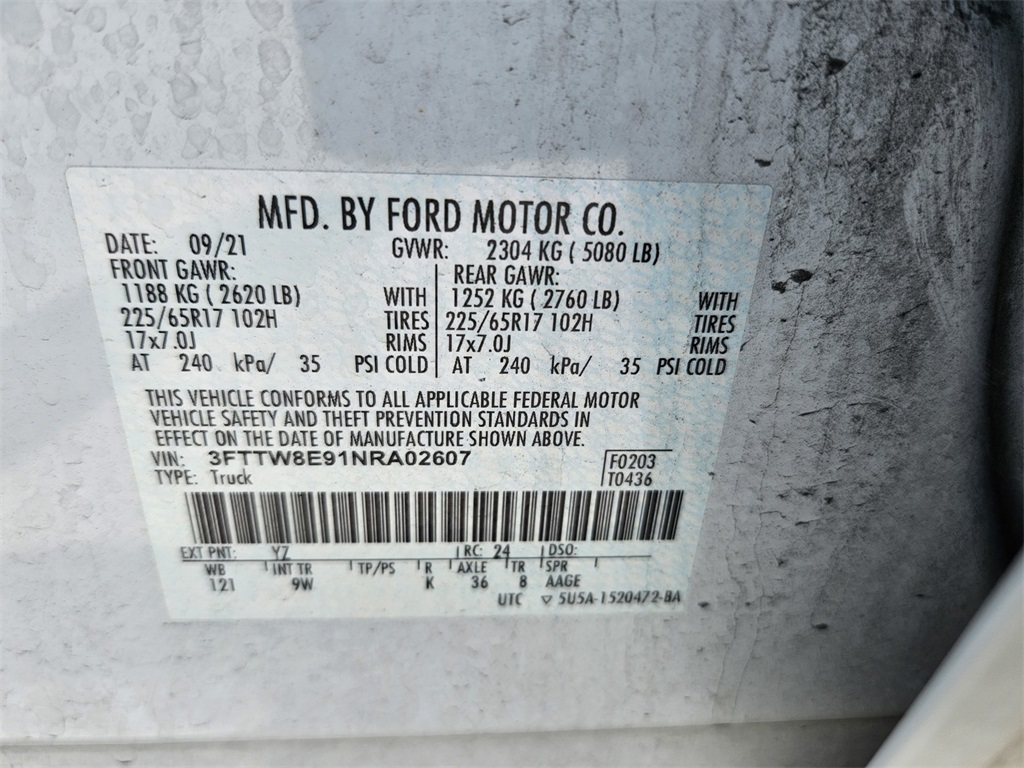 MFD. BY FORD MOTOR CO.
DATE: 09/21 GVWR: 2304 KG ( 5080 LB)
FRONT GAWR: REAR GAWR:
1188 KG ( 2620 LB) WITH 1252 KG ( 2760 LB) WITH
225/65R17 102H TIRES 225/65R17 102H TIRES
17x7.0J RIMS 17x7.0J RIMS
AT 240 kPa/ 35 PSI COLD AT 240 kPa/ 35 PSI COLD
THIS VEHICLE CONFORMS TO ALL APPLICABLE FEDERAL MOTOR
VEHICLE SAFETY AND THEFT PREVENTION STANDARDS IN
EFFECT ON THE DATE OF MANUFACTURE SHOWN ABOVE.
VIN: 3FTTW8E91NRA02607 F0203
TYPE: Truck T0436
EXT PNT: YZ RC: 24 DSO:
WB INT TR TP/PS R AXLE TR SPR
121 9W K 36 8 AAGE
UTC ▽ 5U5A-1520472-BA